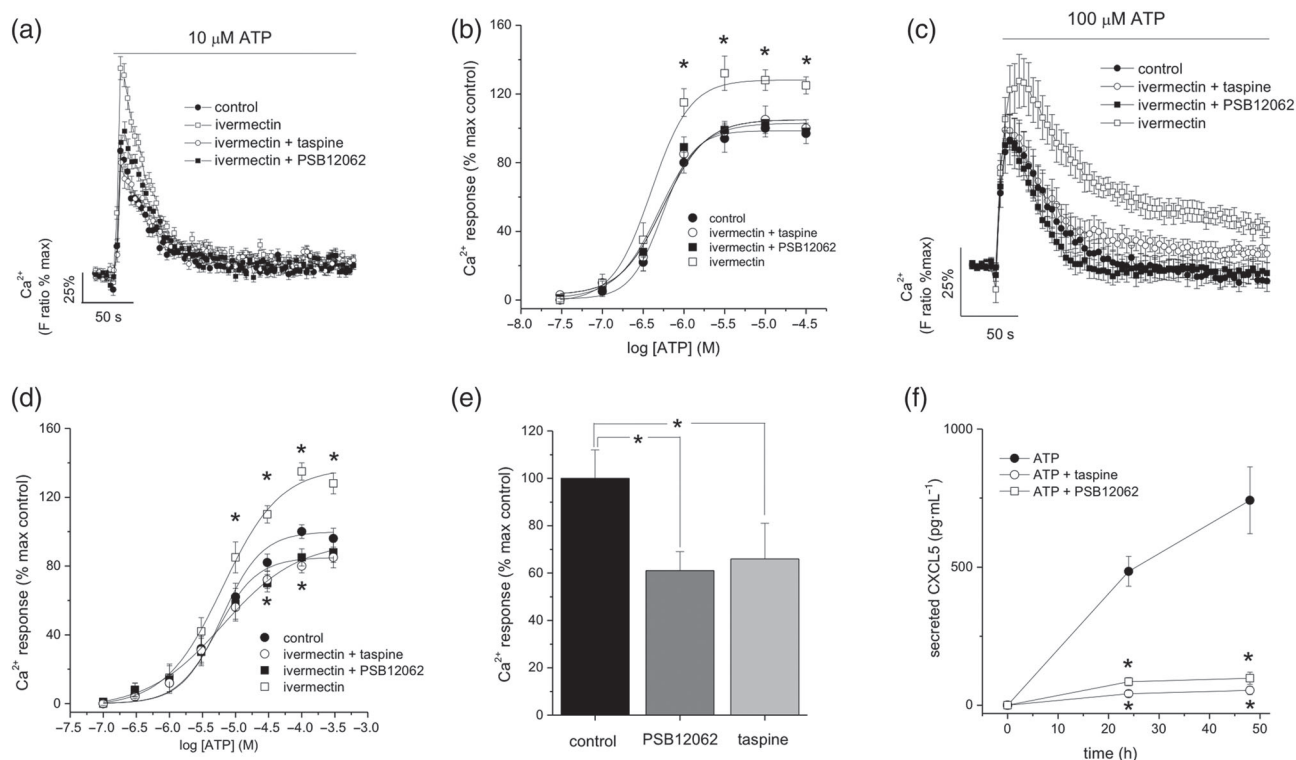 (a)
10 μM ATP
control
ivermectin
ivermectin + taspine
ivermectin + PSB12062
Ca²⁺
(F ratio % max)
25%
50 s
(b)
160
120
80
40
0
Ca²⁺ response (% max control)
*
*
*
*
control
ivermectin + taspine
ivermectin + PSB12062
ivermectin
−8.0
−7.5
−7.0
−6.5
−6.0
−5.5
−5.0
−4.5
log [ATP] (M)
(c)
100 μM ATP
control
ivermectin + taspine
ivermectin + PSB12062
ivermectin
Ca²⁺
(F ratio %max)
25%
50 s
(d)
160
120
80
40
0
Ca²⁺ response (% max control)
*
*
*
*
*
*
control
ivermectin + taspine
ivermectin + PSB12062
ivermectin
−7.5
−7.0
−6.5
−6.0
−5.5
−5.0
−4.5
−4.0
−3.5
−3.0
log [ATP] (M)
(e)
120
100
80
60
40
20
0
Ca²⁺ response (% max control)
*
*
control
PSB12062
taspine
(f)
1000
500
0
secreted CXCL5 (pg·mL⁻¹)
ATP
ATP + taspine
ATP + PSB12062
*
*
*
*
0
10
20
30
40
50
time (h)